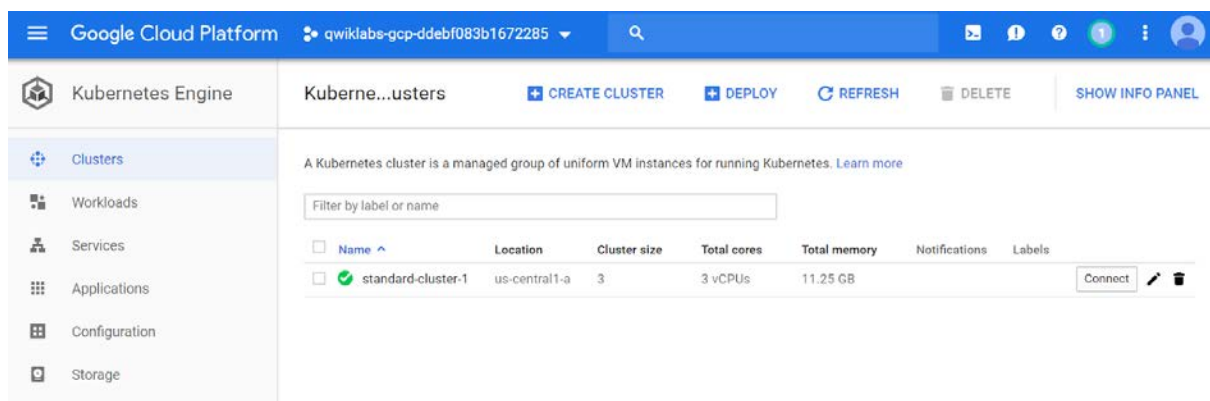 Google Cloud Platform qwiklabs-gcp-ddebf083b1672285 1
Kubernetes Engine Kuberne...usters CREATE CLUSTER DEPLOY REFRESH DELETE SHOW INFO PANEL
Clusters
Workloads
Services
Applications
Configuration
Storage
A Kubernetes cluster is a managed group of uniform VM instances for running Kubernetes. Learn more
Filter by label or name
Name Location Cluster size Total cores Total memory Notifications Labels
standard-cluster-1 us-central1-a 3 3 vCPUs 11.25 GB Connect